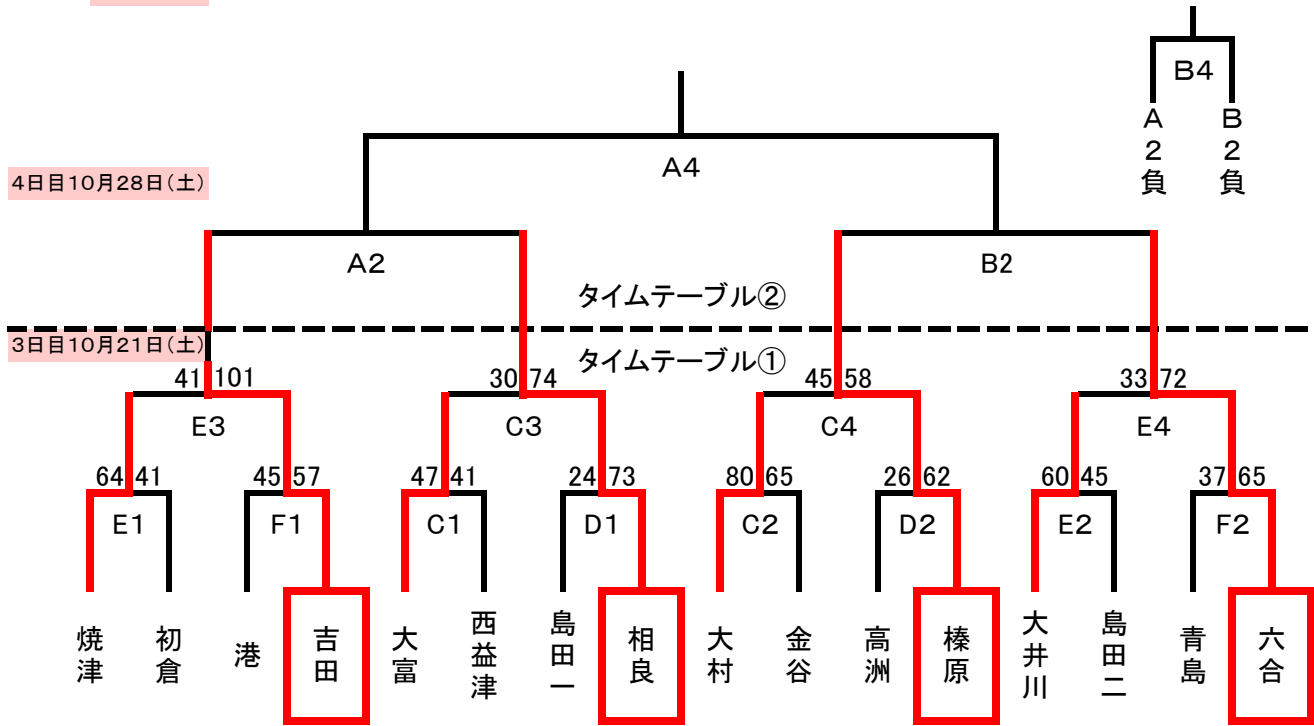 B4
A2負
B2負
A4
4日目10月28日(土)
A2
B2
タイムテーブル②
3日目10月21日(土)
タイムテーブル①
41 101
30 74
45 58
33 72
E3
C3
C4
E4
64 41
45 57
47 41
24 73
80 65
26 62
60 45
37 65
E1
F1
C1
D1
C2
D2
E2
F2
焼津
初倉
港
吉田
大富
西益津
島田一
相良
大村
金谷
高洲
榛原
大井川
島田二
青島
六合